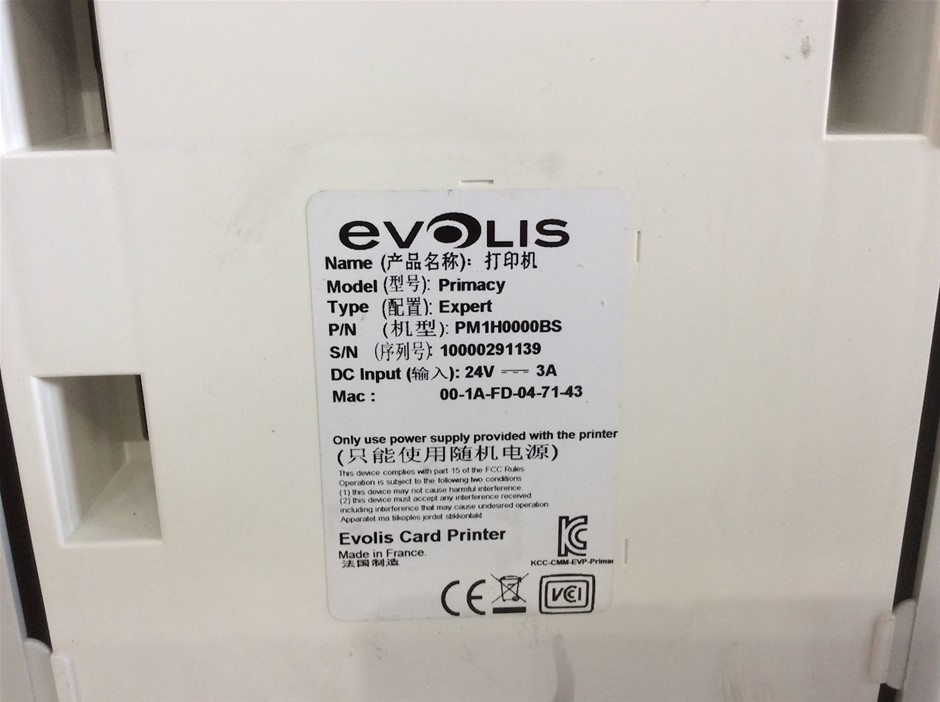 evoLIS
Name (产品名称): 打印机
Model (型号): Primacy
Type (配置): Expert
P/N (机型): PM1H0000BS
S/N (序列号): 10000291139
DC Input (输入): 24V 3A
Mac : 00-1A-FD-04-71-43
Only use power supply provided with the printer
(只能使用随机电源)
This device complies with part 15 of the FCC Rules
Operation is subject to the following two conditions
(1) this device may not cause harmful interference
(2) this device must accept any interference received
including interference that may cause undesired operation
Apparatet ma tilkoples jordet stikkontakt
Evolis Card Printer
Made in France.
法国制造
KCC-CMM-EVP-Primac
CE
VCCI